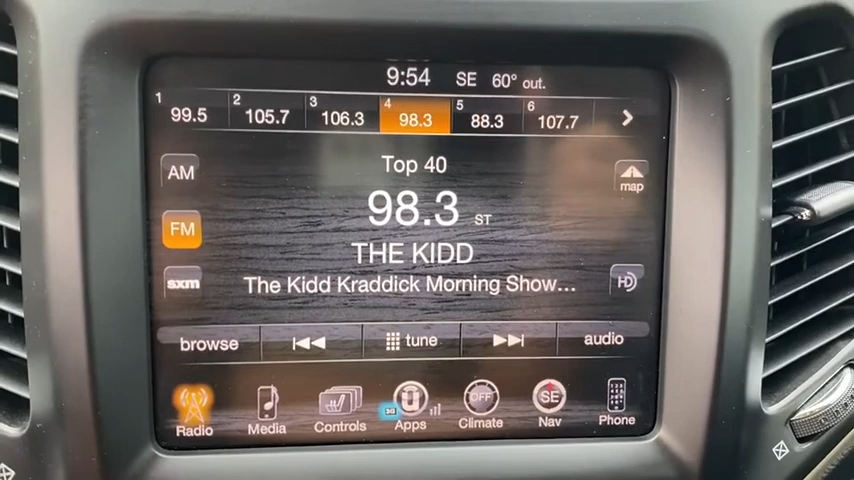 9:54 SE 60° out.
1 99.5 2 105.7 3 106.3 4 98.3 5 88.3 6 107.7 >
AM Top 40 map
98.3 ST
FM THE KIDD
sxm The Kidd Kraddick Morning Show... HD
browse tune audio
3G U OFF SE
Radio Media Controls Apps Climate Nav Phone